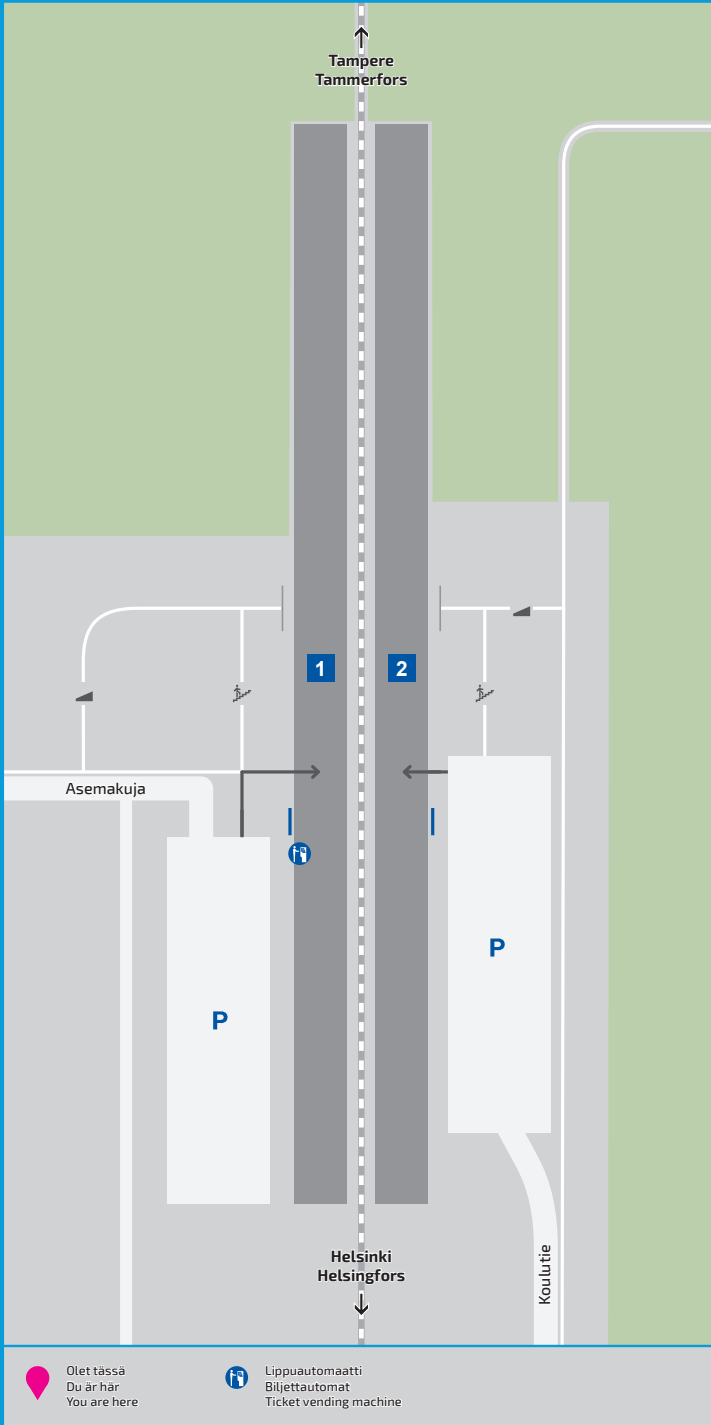 Tampere
Tammerfors
1
2
Asemakuja
P
P
Helsinki
Helsingfors
Koulutie
Olet tässä
Du är här
You are here
Lippuautomaatti
Biljettautomat
Ticket vending machine